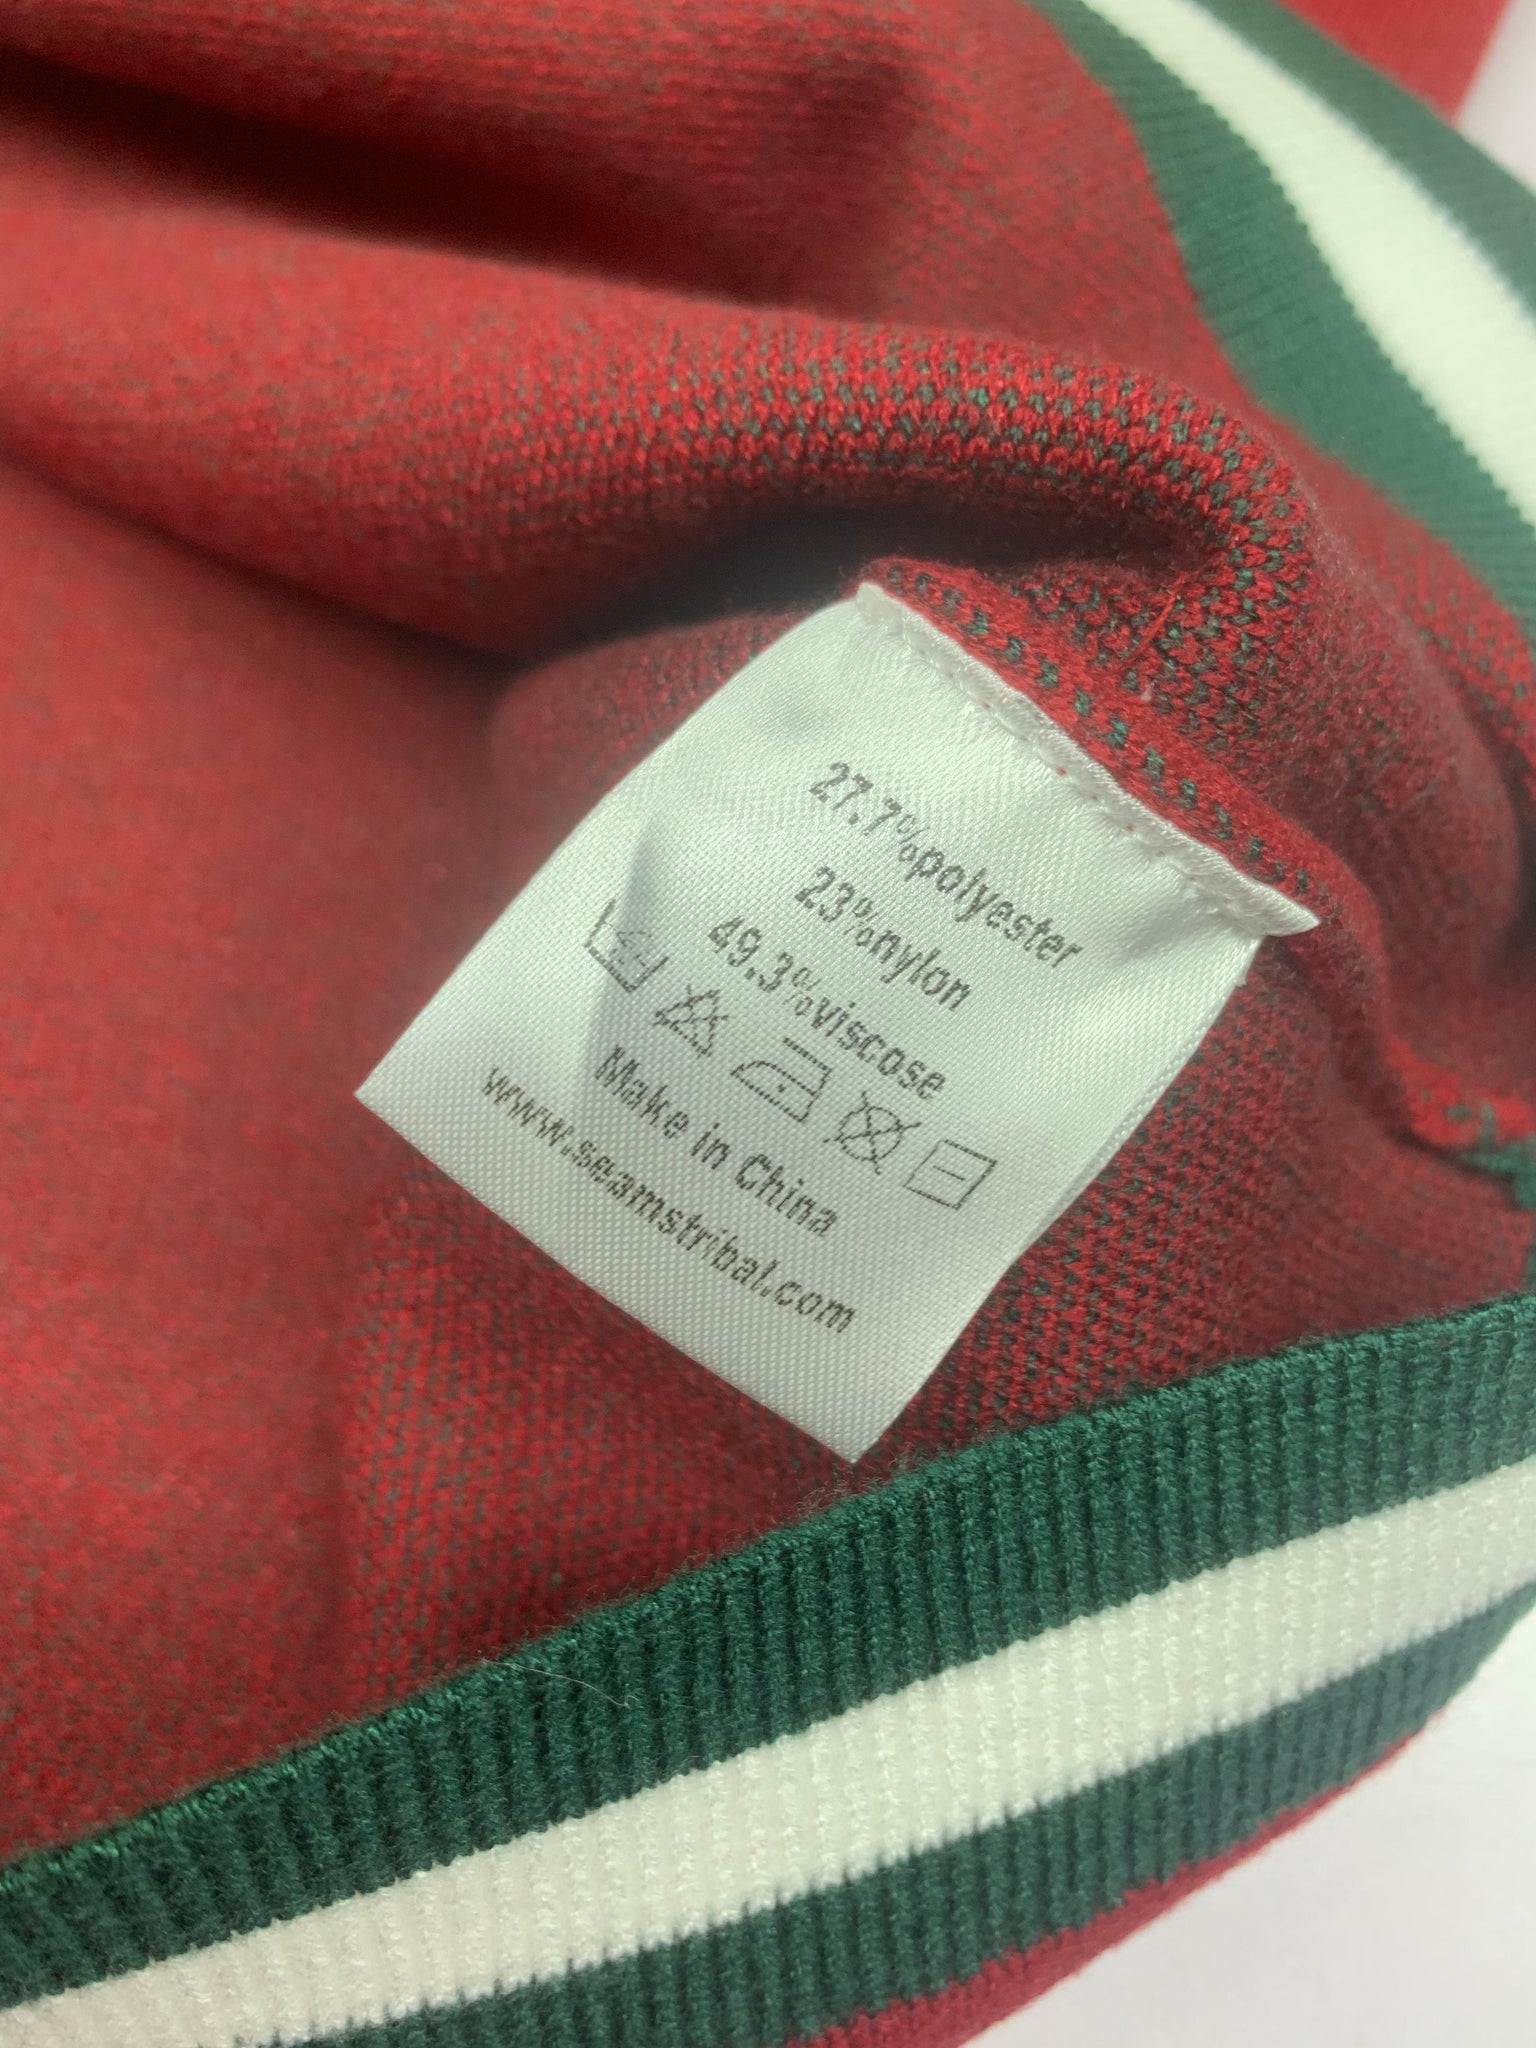 27.7%polyester
23%nylon
49.3%viscose
Make in China
www.seamstribal.com